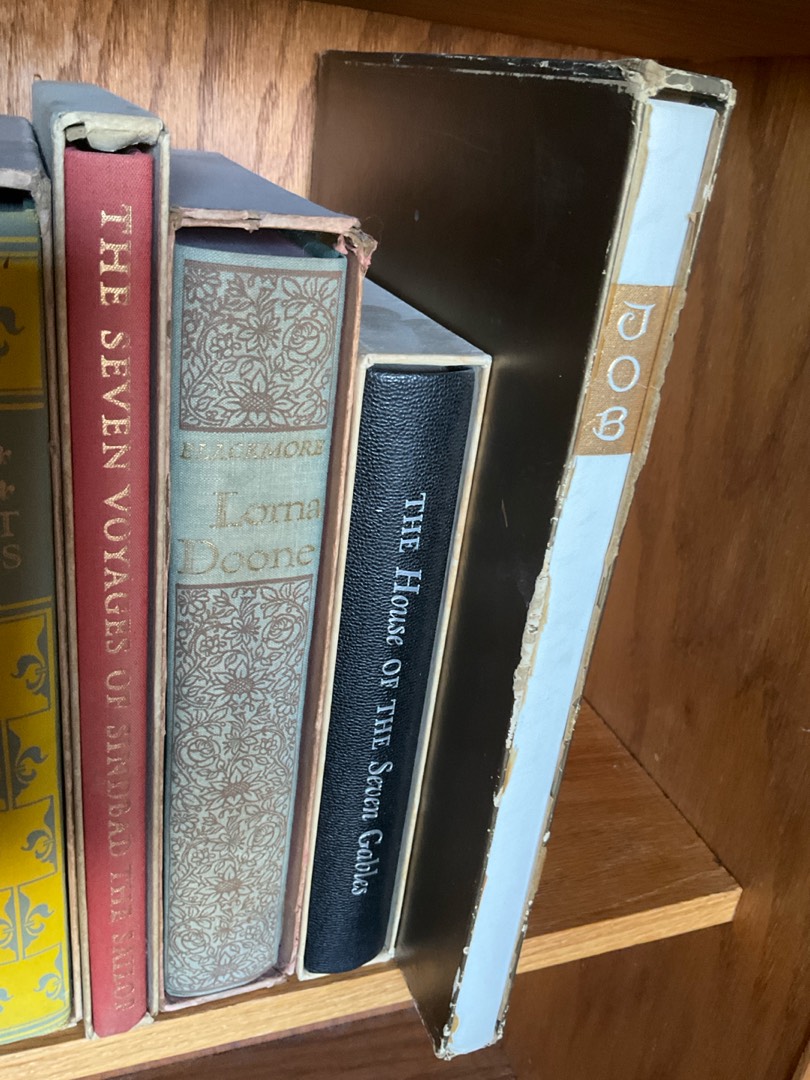 THE SEVEN VOYAGES OF SINDBAD THE SAILOR
BLACKMORE
Lorna
Doone
THE House OF THE Seven Gables
JOB